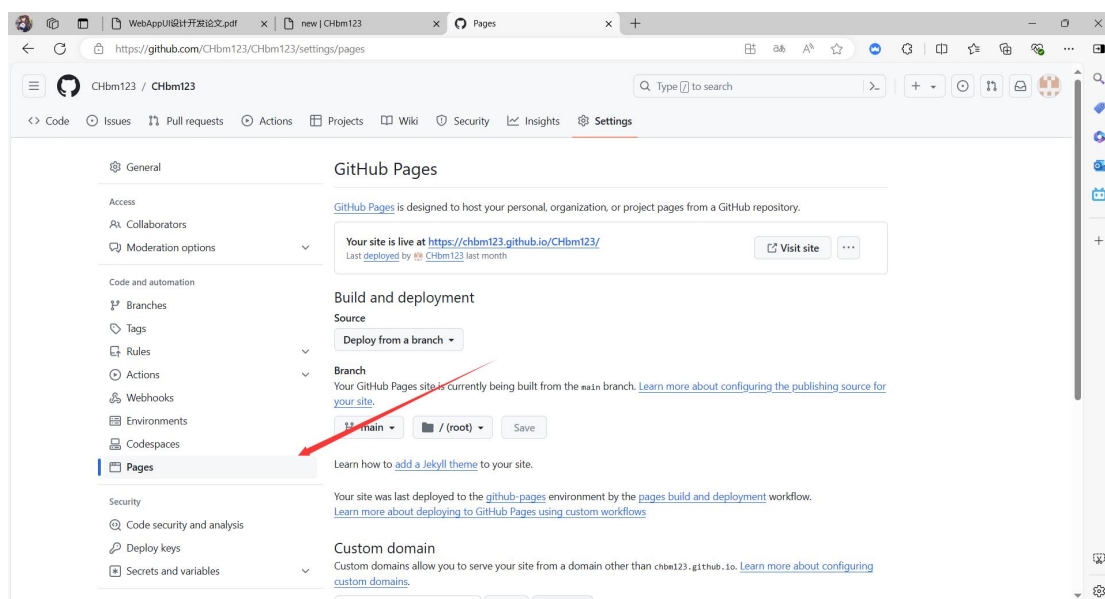 WebAppUI设计开发论文.pdf
new | CHbm123
Pages
https://github.com/CHbm123/CHbm123/settings/pages
CHbm123 / CHbm123
Type / to search
Code
Issues
Pull requests
Actions
Projects
Wiki
Security
Insights
Settings
General
Access
Collaborators
Moderation options
Code and automation
Branches
Tags
Rules
Actions
Webhooks
Environments
Codespaces
Pages
Security
Code security and analysis
Deploy keys
Secrets and variables
GitHub Pages
GitHub Pages is designed to host your personal, organization, or project pages from a GitHub repository.
Your site is live at https://chbm123.github.io/CHbm123/
Last deployed by CHbm123 last month
Visit site
Build and deployment
Source
Deploy from a branch
Branch
Your GitHub Pages site is currently being built from the main branch. Learn more about configuring the publishing source for
your site.
main
/ (root)
Save
Learn how to add a Jekyll theme to your site.
Your site was last deployed to the github-pages environment by the pages build and deployment workflow.
Learn more about deploying to GitHub Pages using custom workflows
Custom domain
Custom domains allow you to serve your site from a domain other than chbm123.github.io. Learn more about configuring
custom domains.